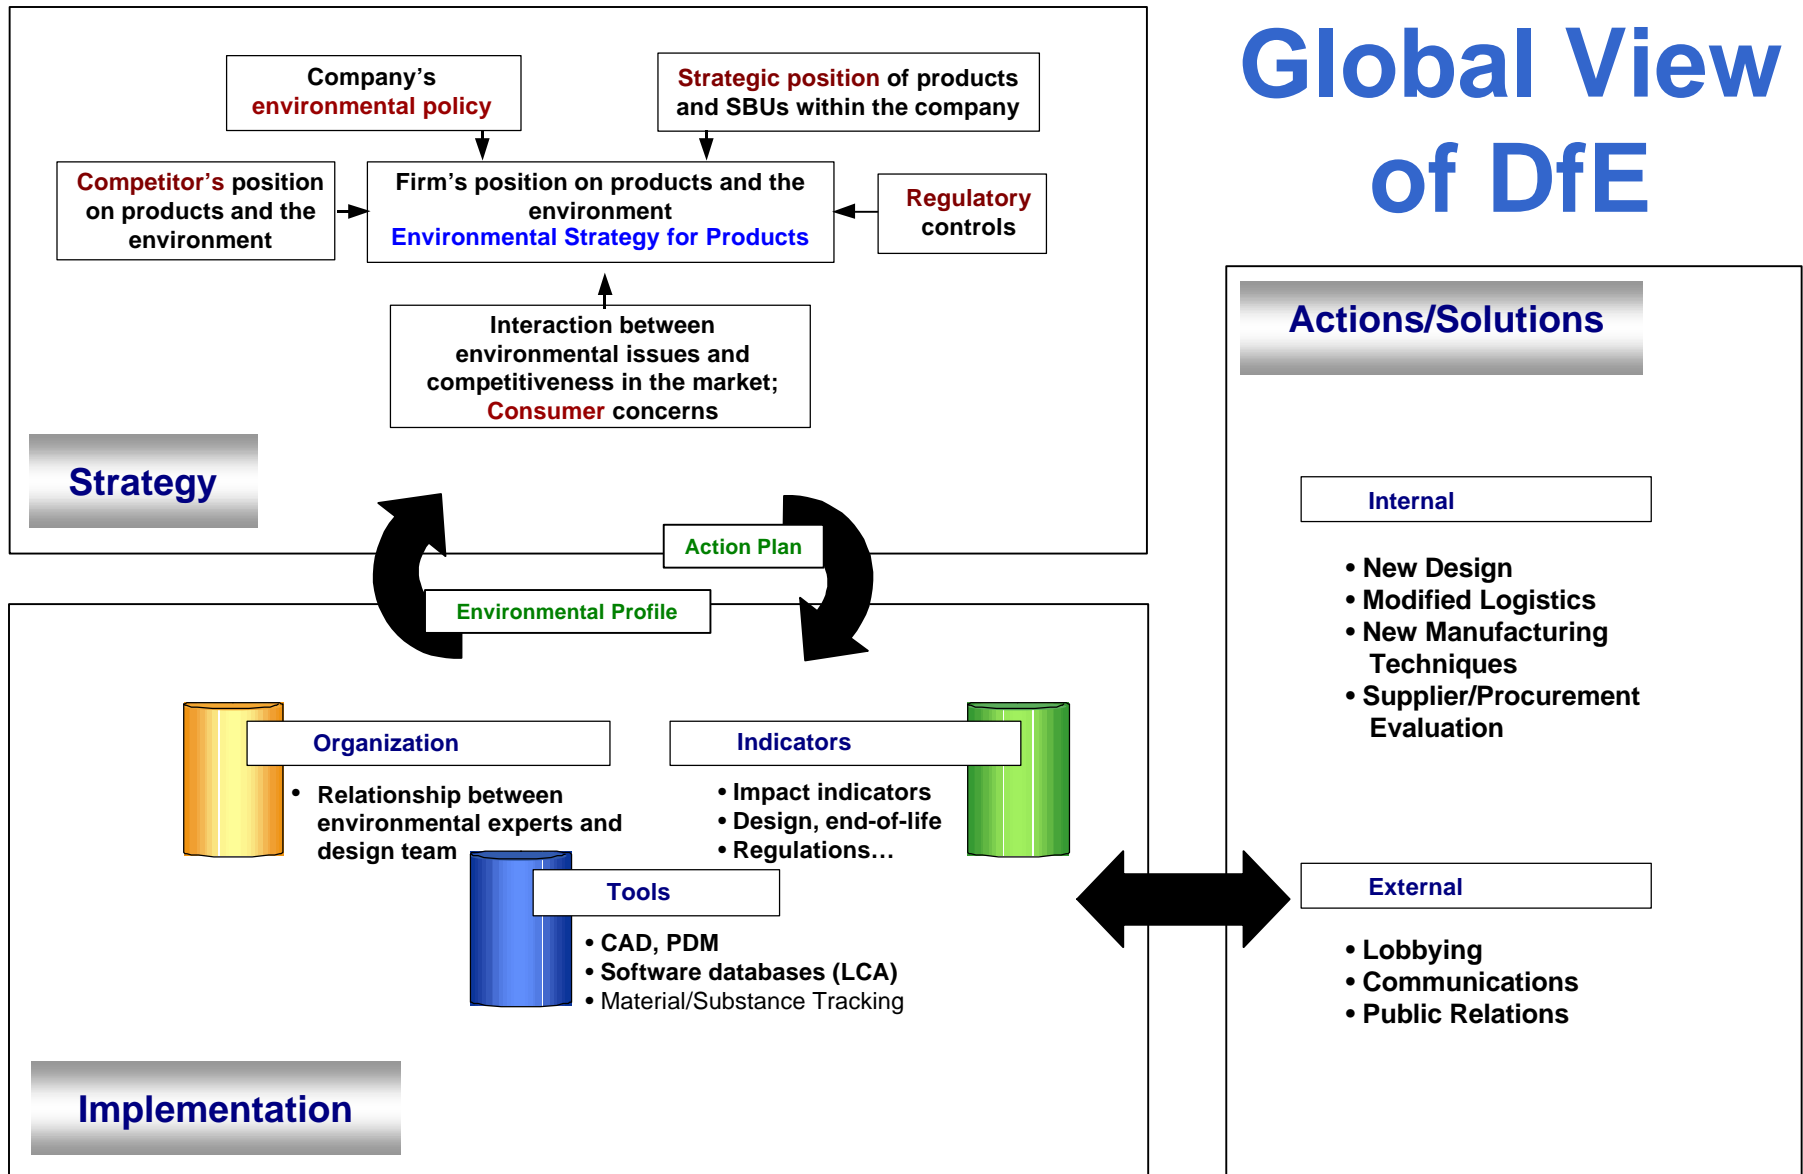 Global View
of DfE
Company’s
environmental policy
Strategic position of products
and SBUs within the company
Competitor’s position
on products and the
environment
Firm’s position on products and the
environment
Environmental Strategy for Products
Regulatory
controls
Interaction between
environmental issues and
competitiveness in the market;
Consumer concerns
Strategy
Action Plan
Environmental Profile
Organization
• Relationship between
environmental experts and
design team
Indicators
• Impact indicators
• Design, end-of-life
• Regulations…
Tools
• CAD, PDM
• Software databases (LCA)
• Material/Substance Tracking
Implementation
Actions/Solutions
Internal
• New Design
• Modified Logistics
• New Manufacturing
Techniques
• Supplier/Procurement
Evaluation
External
• Lobbying
• Communications
• Public Relations